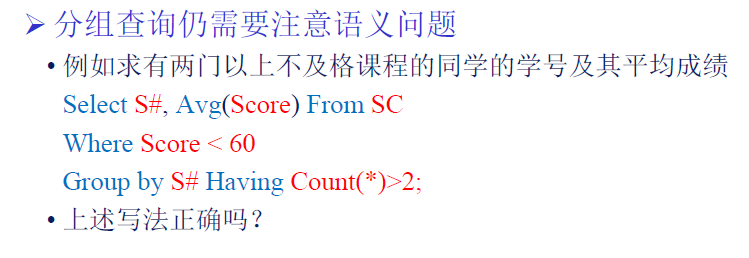 ➢ 分组查询仍需要注意语义问题
• 例如求有两门以上不及格课程的同学的学号及其平均成绩
Select S#, Avg(Score) From SC
Where Score < 60
Group by S# Having Count(*)>2;
• 上述写法正确吗？